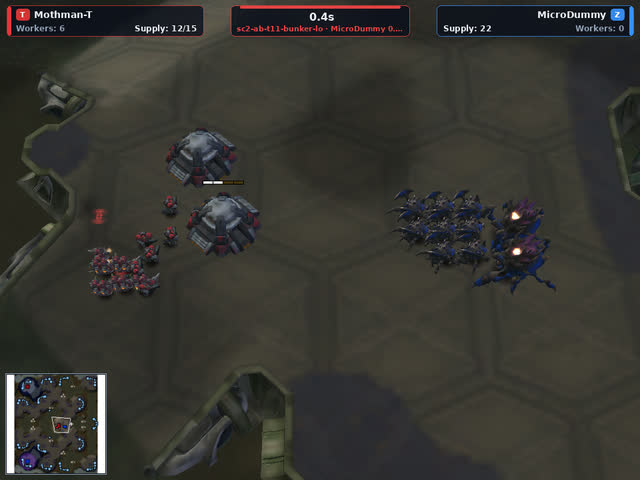 T Mothman-T
Workers: 6 Supply: 12/15
0.4s
sc2-ab-t11-bunker-lo · MicroDummy 0....
MicroDummy Z
Supply: 22 Workers: 0